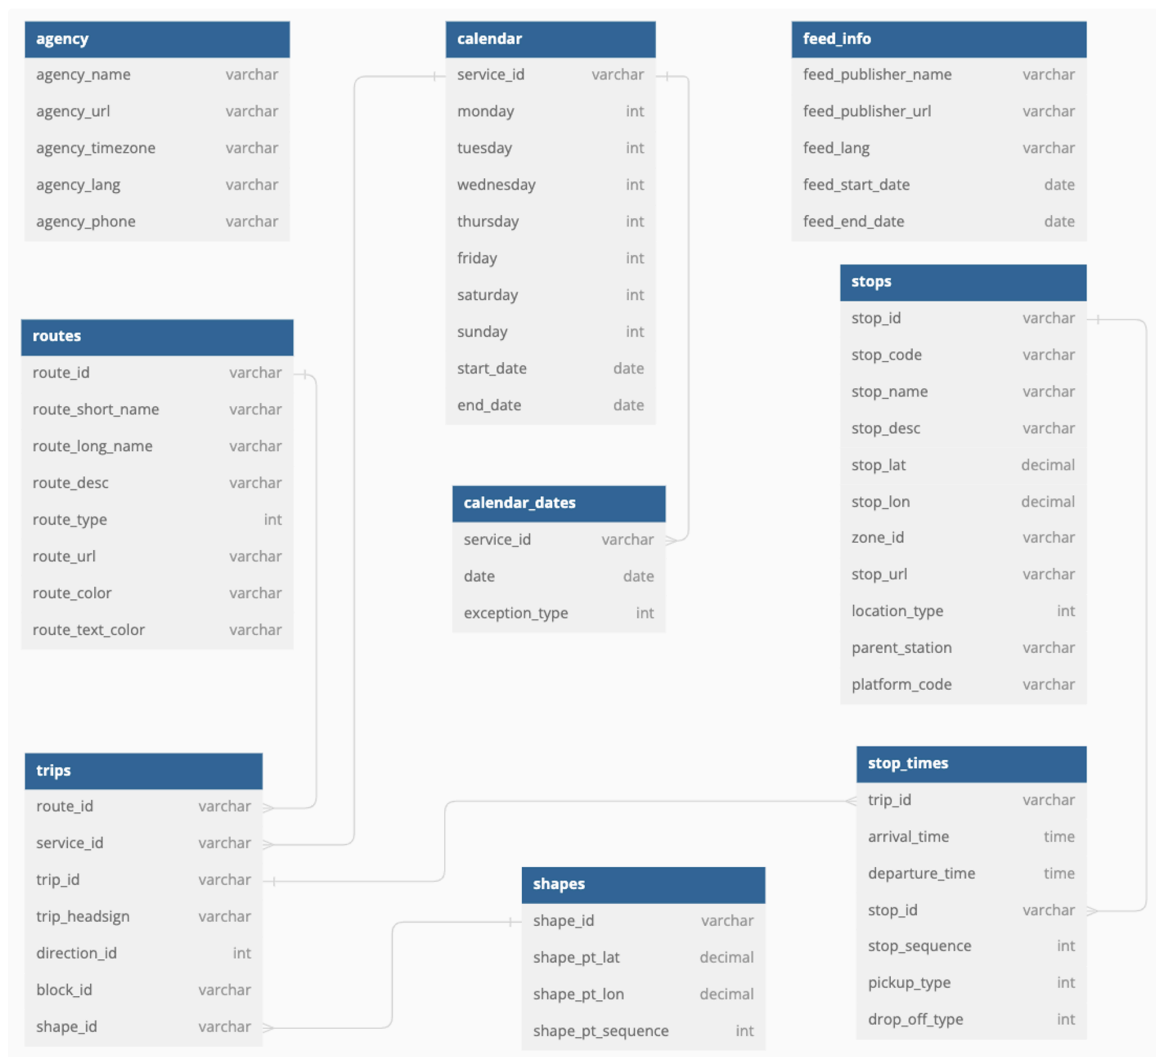 agency
agency_name varchar
agency_url varchar
agency_timezone varchar
agency_lang varchar
agency_phone varchar
calendar
service_id varchar
monday int
tuesday int
wednesday int
thursday int
friday int
saturday int
sunday int
start_date date
end_date date
feed_info
feed_publisher_name varchar
feed_publisher_url varchar
feed_lang varchar
feed_start_date date
feed_end_date date
routes
route_id varchar
route_short_name varchar
route_long_name varchar
route_desc varchar
route_type int
route_url varchar
route_color varchar
route_text_color varchar
calendar_dates
service_id varchar
date date
exception_type int
stops
stop_id varchar
stop_code varchar
stop_name varchar
stop_desc varchar
stop_lat decimal
stop_lon decimal
zone_id varchar
stop_url varchar
location_type int
parent_station varchar
platform_code varchar
trips
route_id varchar
service_id varchar
trip_id varchar
trip_headsign varchar
direction_id int
block_id varchar
shape_id varchar
shapes
shape_id varchar
shape_pt_lat decimal
shape_pt_lon decimal
shape_pt_sequence int
stop_times
trip_id varchar
arrival_time time
departure_time time
stop_id varchar
stop_sequence int
pickup_type int
drop_off_type int